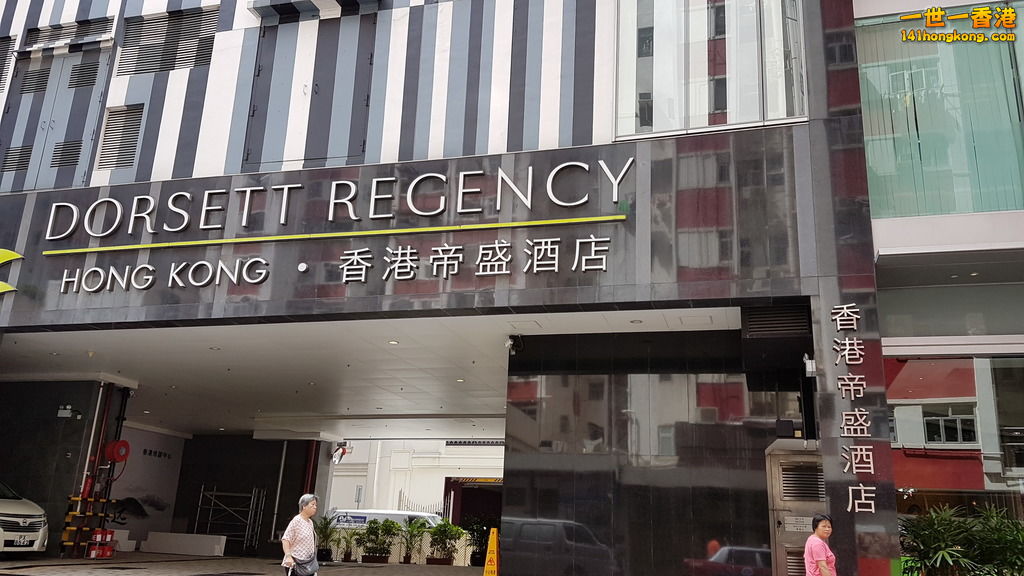 一世一香港
141hongkong.com
DORSETT REGENCY
HONG KONG • 香港帝盛酒店
香港帝盛酒店